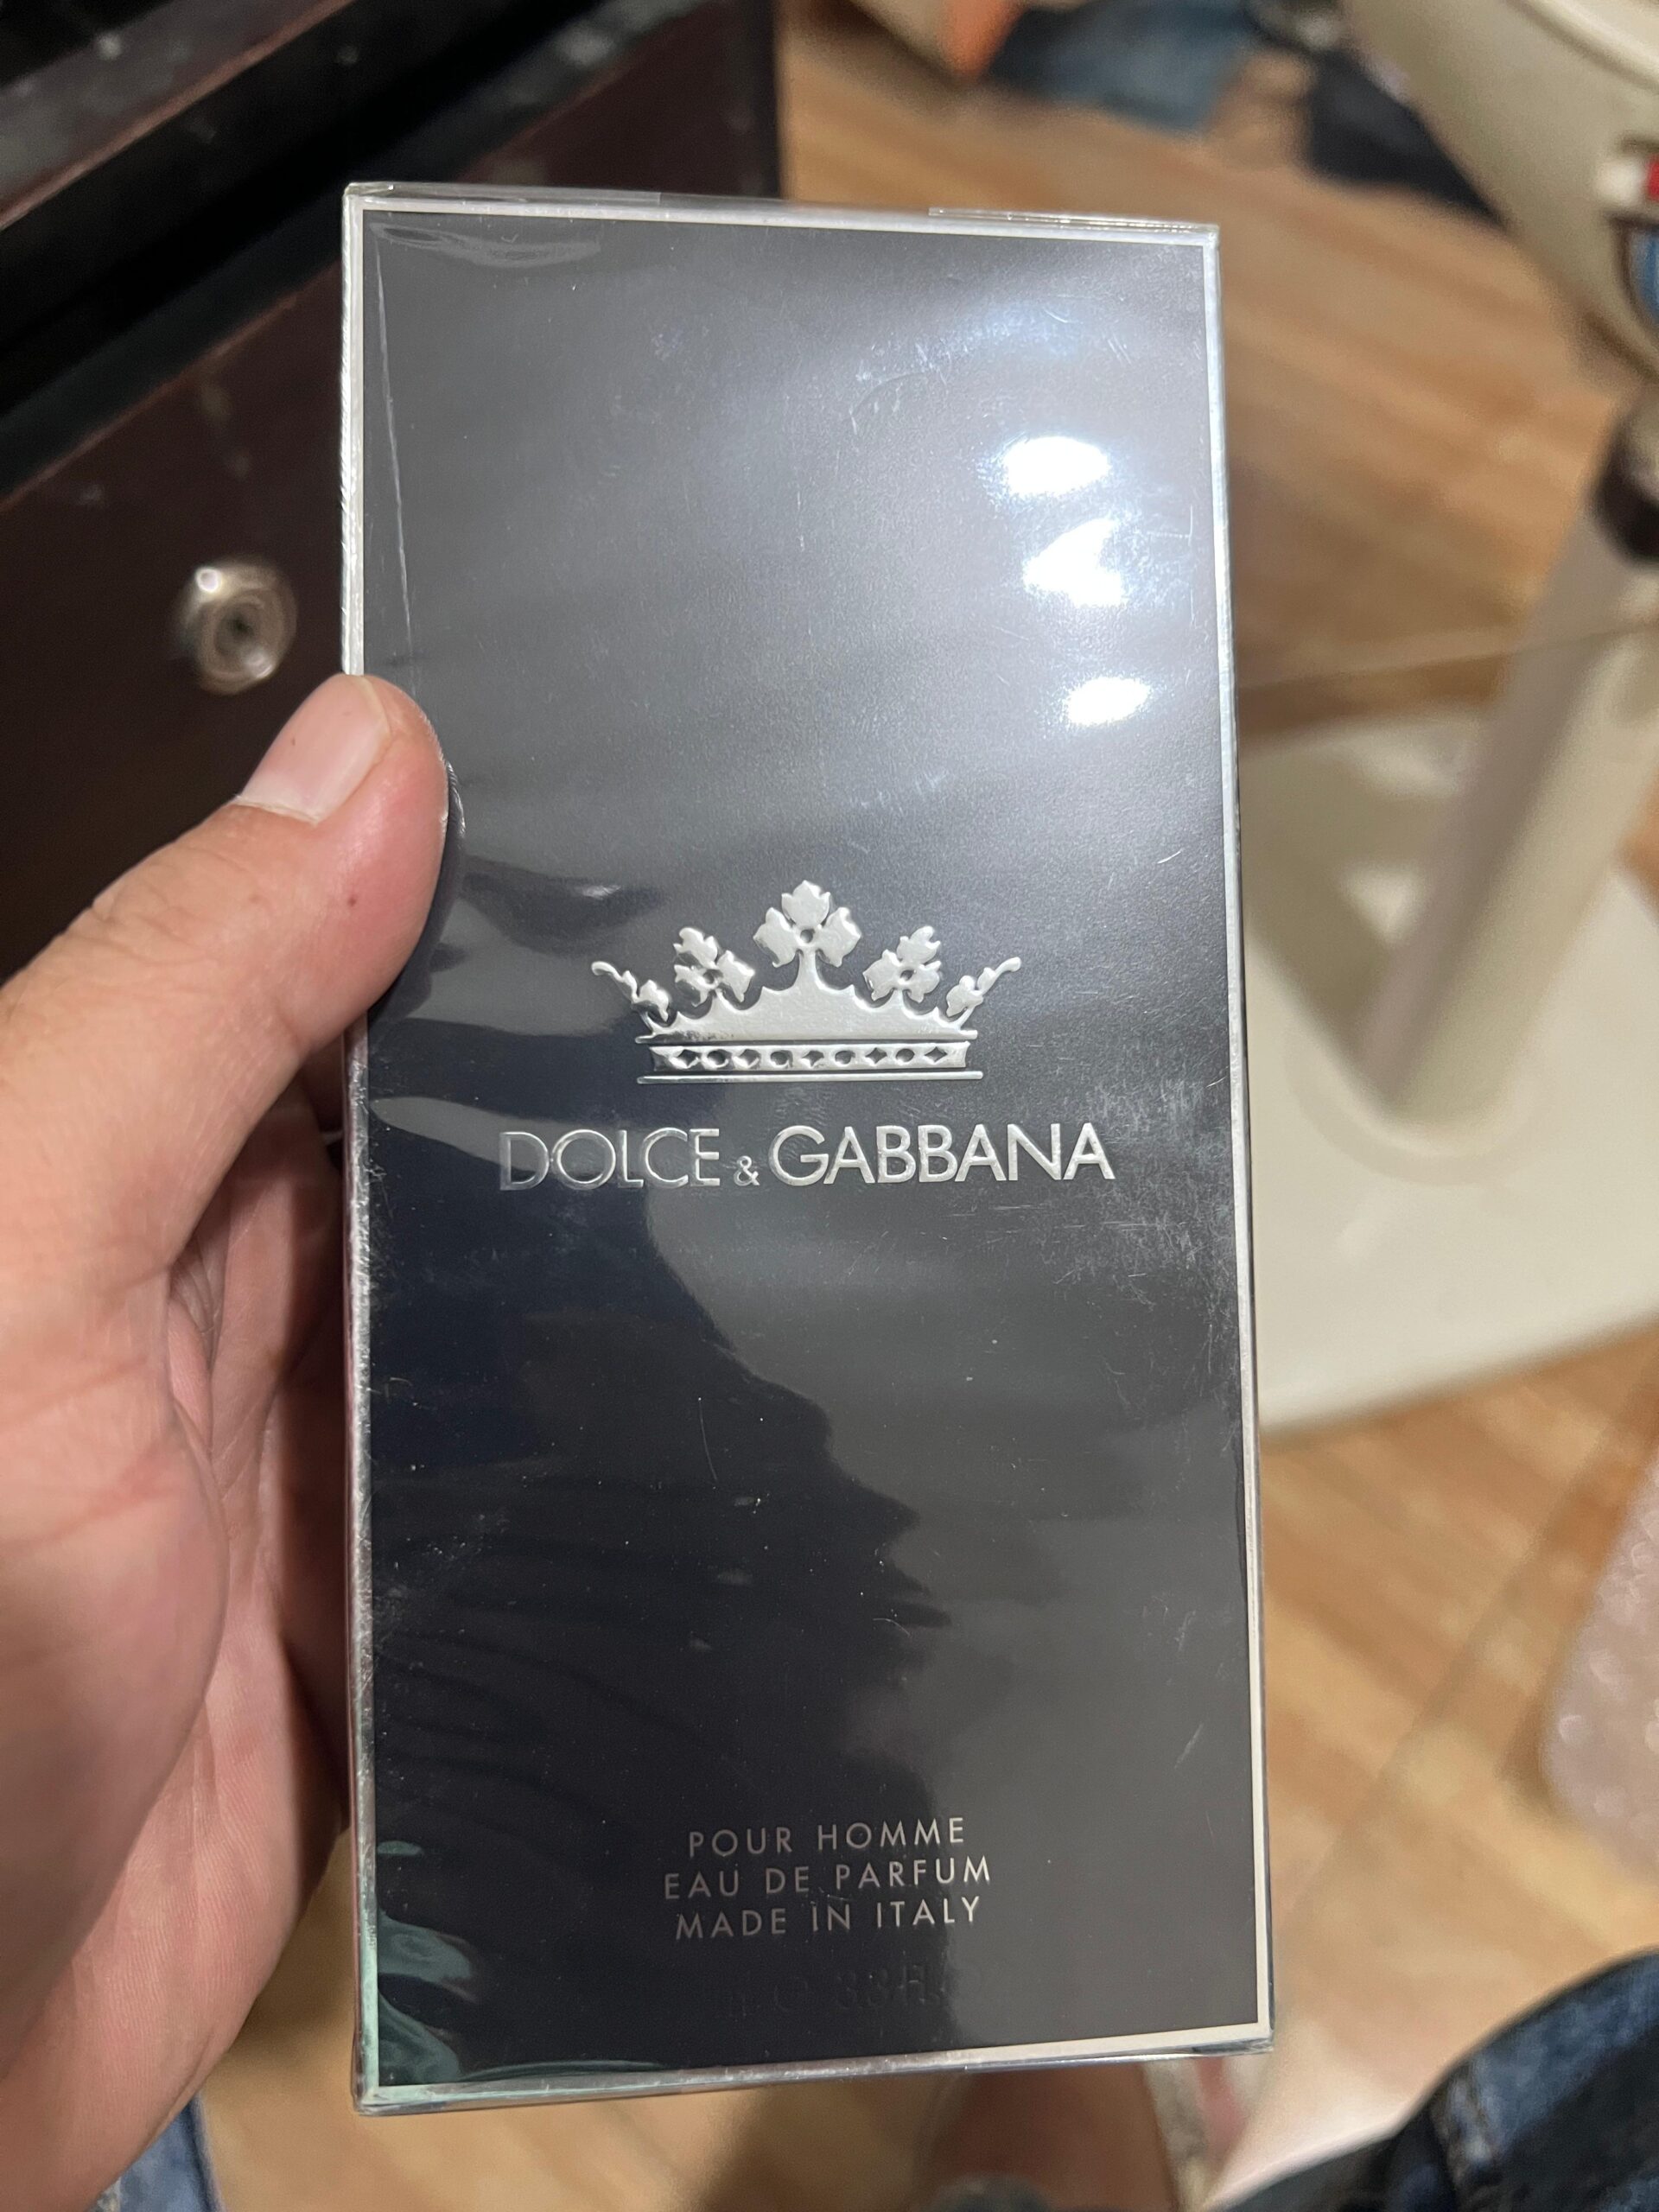 DOLCE & GABBANA
POUR HOMME
EAU DE PARFUM
MADE IN ITALY